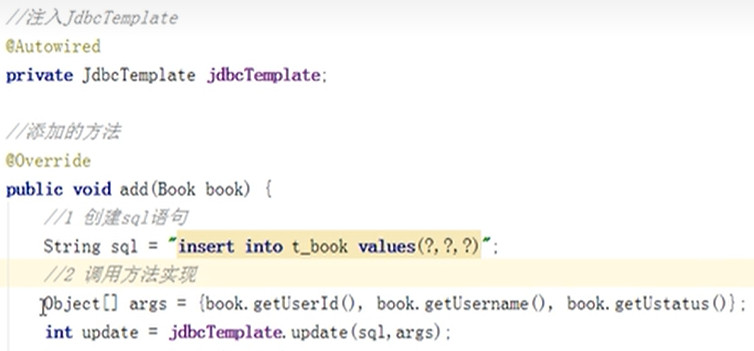 //注入JdbcTemplate
@Autowired
private JdbcTemplate jdbcTemplate;
//添加的方法
@Override
public void add(Book book) {
//1 创建sql语句
String sql = "insert into t_book values(?,?,?)";
//2 调用方法实现
Object[] args = {book.getUserId(), book.getUsername(), book.getUstatus()};
int update = jdbcTemplate.update(sql,args);